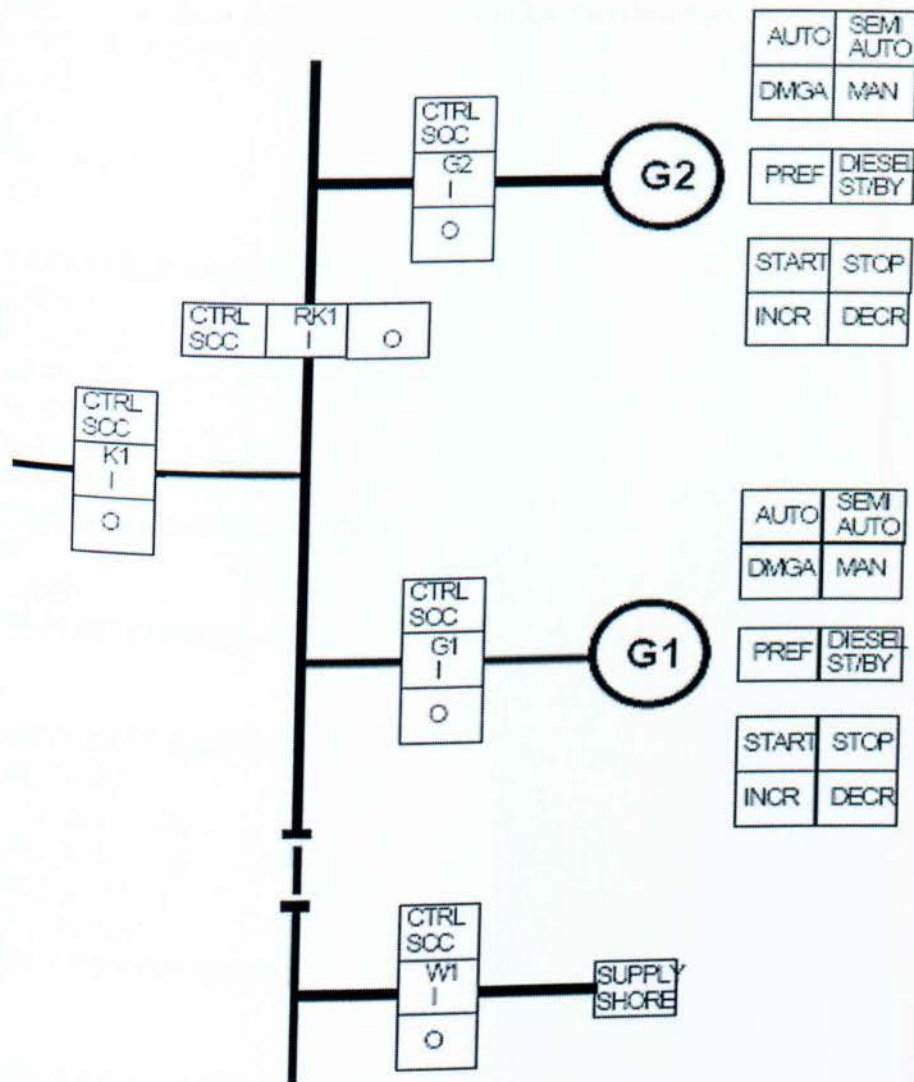 AUTO SEMI AUTO
DMGA MAN
CTRL SOC
G2
I
O
G2
PREF DIESEL ST/BY
START STOP
INCR DECR
CTRL SOC
RK1
I
O
CTRL SOC
K1
I
O
AUTO SEMI AUTO
DMGA MAN
CTRL SOC
G1
I
O
G1
PREF DIESEL ST/BY
START STOP
INCR DECR
CTRL SOC
W1
I
O
SUPPLY SHORE